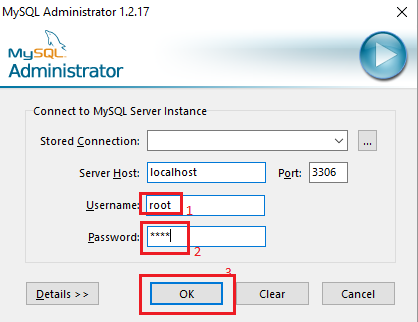 MySQL Administrator 1.2.17
MySQL
Administrator
Connect to MySQL Server Instance
Stored Connection:
...
Server Host: localhost Port: 3306
Username: root 1
Password: **** 2
3
Details >> OK Clear Cancel